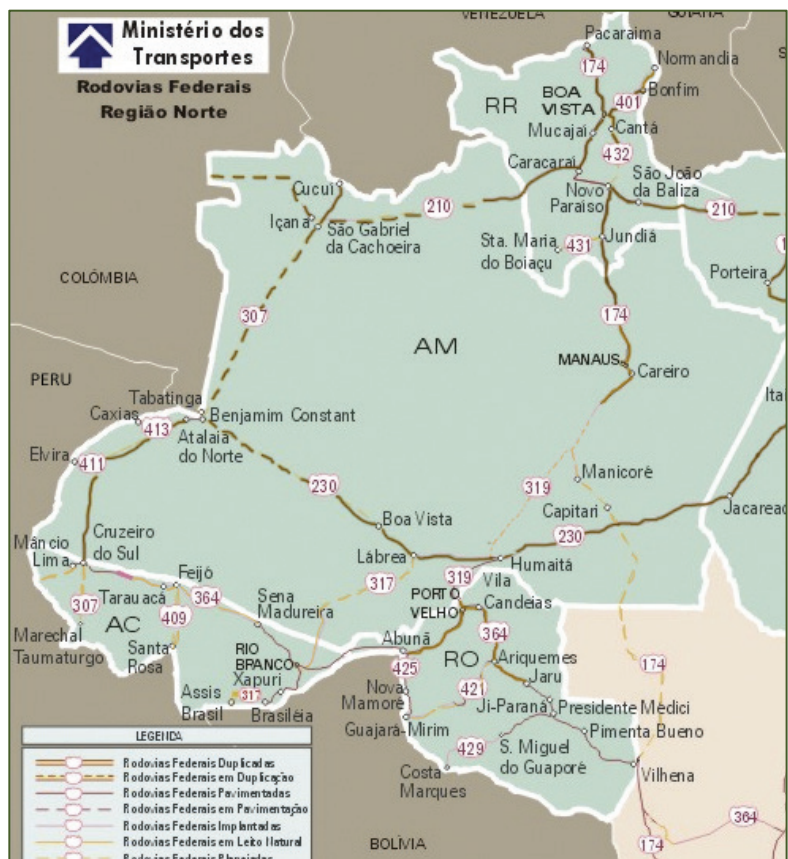 VENEZUELA
GUIANA
Ministério dos
Transportes
Rodovias Federais
Região Norte
Pacaraima
174
Normandia
BOA
VISTA
401
Bonfim
RR
Mucajaí
Cantá
432
Caracaraí
São João
da Baliza
Novo
Paraíso
Cucuí
210
210
Içana
São Gabriel
da Cachoeira
Sta. Maria
do Boiaçu
431
Jundiá
COLÔMBIA
Porteira
307
174
AM
MANAUS
Careiro
PERU
Tabatinga
Caxias
Benjamim Constant
413
Atalaia
do Norte
Elvira
411
Manicoré
230
319
Capitari
Jacareac
Boa Vista
230
Cruzeiro
do Sul
Mâncio
Lima
Lábrea
Humaitá
Feijó
317
319
Vila
Tarauacá
364
Sena
Madureira
PORTO
VELHO
Candeias
307
409
AC
364
Marechal
Taumaturgo
Santa
Rosa
RIO
BRANCO
Abunã
RO
Ariquemes
425
174
Xapuri
421
Jaru
Assis
Brasil
317
Brasiléia
Nova
Mamoré
Ji-Paraná
Presidente Medici
Guajará-Mirim
Pimenta Bueno
429
S. Miguel
do Guaporé
Costa
Marques
Vilhena
LEGENDA
Rodovias Federais Duplicadas
Rodovias Federais em Duplicação
Rodovias Federais Pavimentadas
Rodovias Federais em Pavimentação
Rodovias Federais Implantadas
Rodovias Federais em Leito Natural
Rodovias Federais Planejadas
364
174
BOLÍVIA